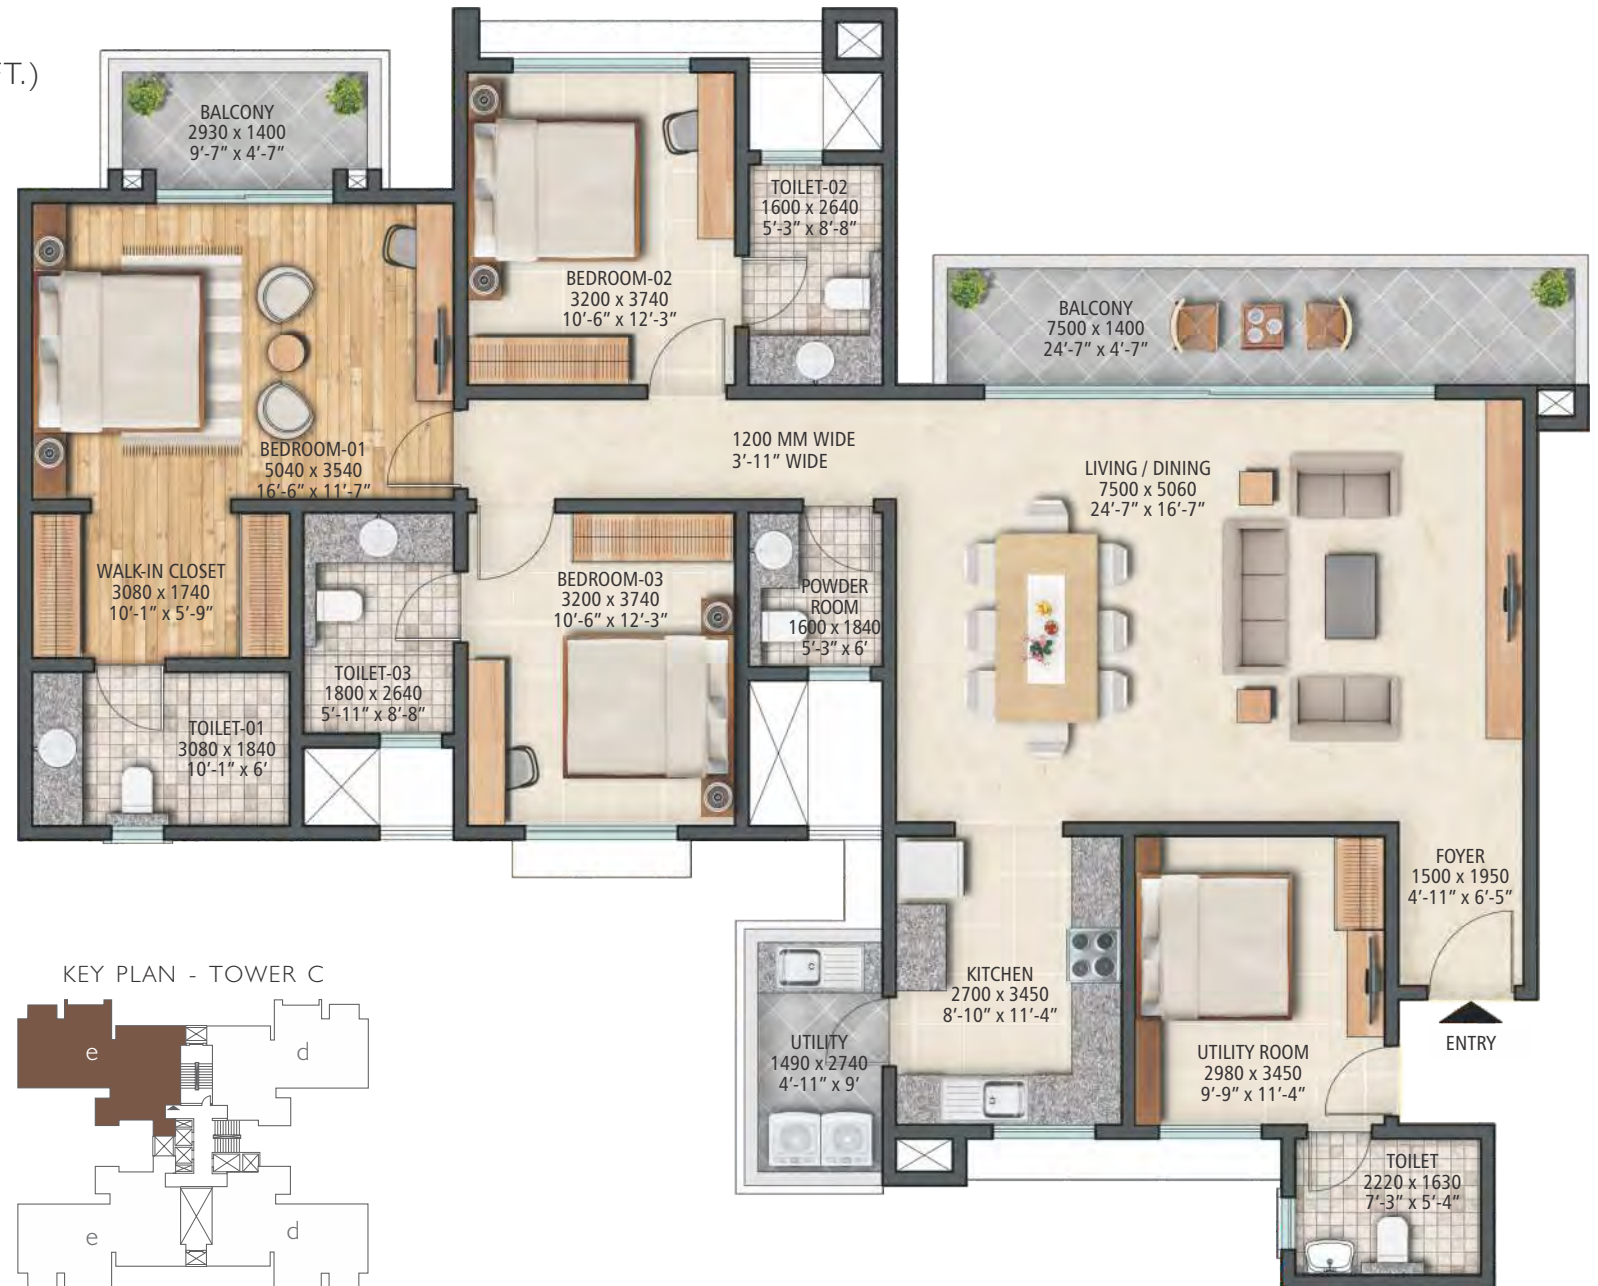 FT.)
BALCONY
2930 x 1400
9'-7" x 4'-7"
TOILET-02
1600 x 2640
5'-3" x 8'-8"
BEDROOM-02
3200 x 3740
10'-6" x 12'-3"
BALCONY
7500 x 1400
24'-7" x 4'-7"
BEDROOM-01
5040 x 3540
16'-6" x 11'-7"
1200 MM WIDE
3'-11" WIDE
LIVING / DINING
7500 x 5060
24'-7" x 16'-7"
WALK-IN CLOSET
3080 x 1740
10'-1" x 5'-9"
BEDROOM-03
3200 x 3740
10'-6" x 12'-3"
POWDER
ROOM
1600 x 1840
5'-3" x 6'
TOILET-03
1800 x 2640
5'-11" x 8'-8"
TOILET-01
3080 x 1840
10'-1" x 6'
FOYER
1500 x 1950
4'-11" x 6'-5"
KITCHEN
2700 x 3450
8'-10" x 11'-4"
UTILITY
1490 x 2740
4'-11" x 9'
UTILITY ROOM
2980 x 3450
9'-9" x 11'-4"
ENTRY
TOILET
2220 x 1630
7'-3" x 5'-4"
KEY PLAN - TOWER C
e
d
e
d